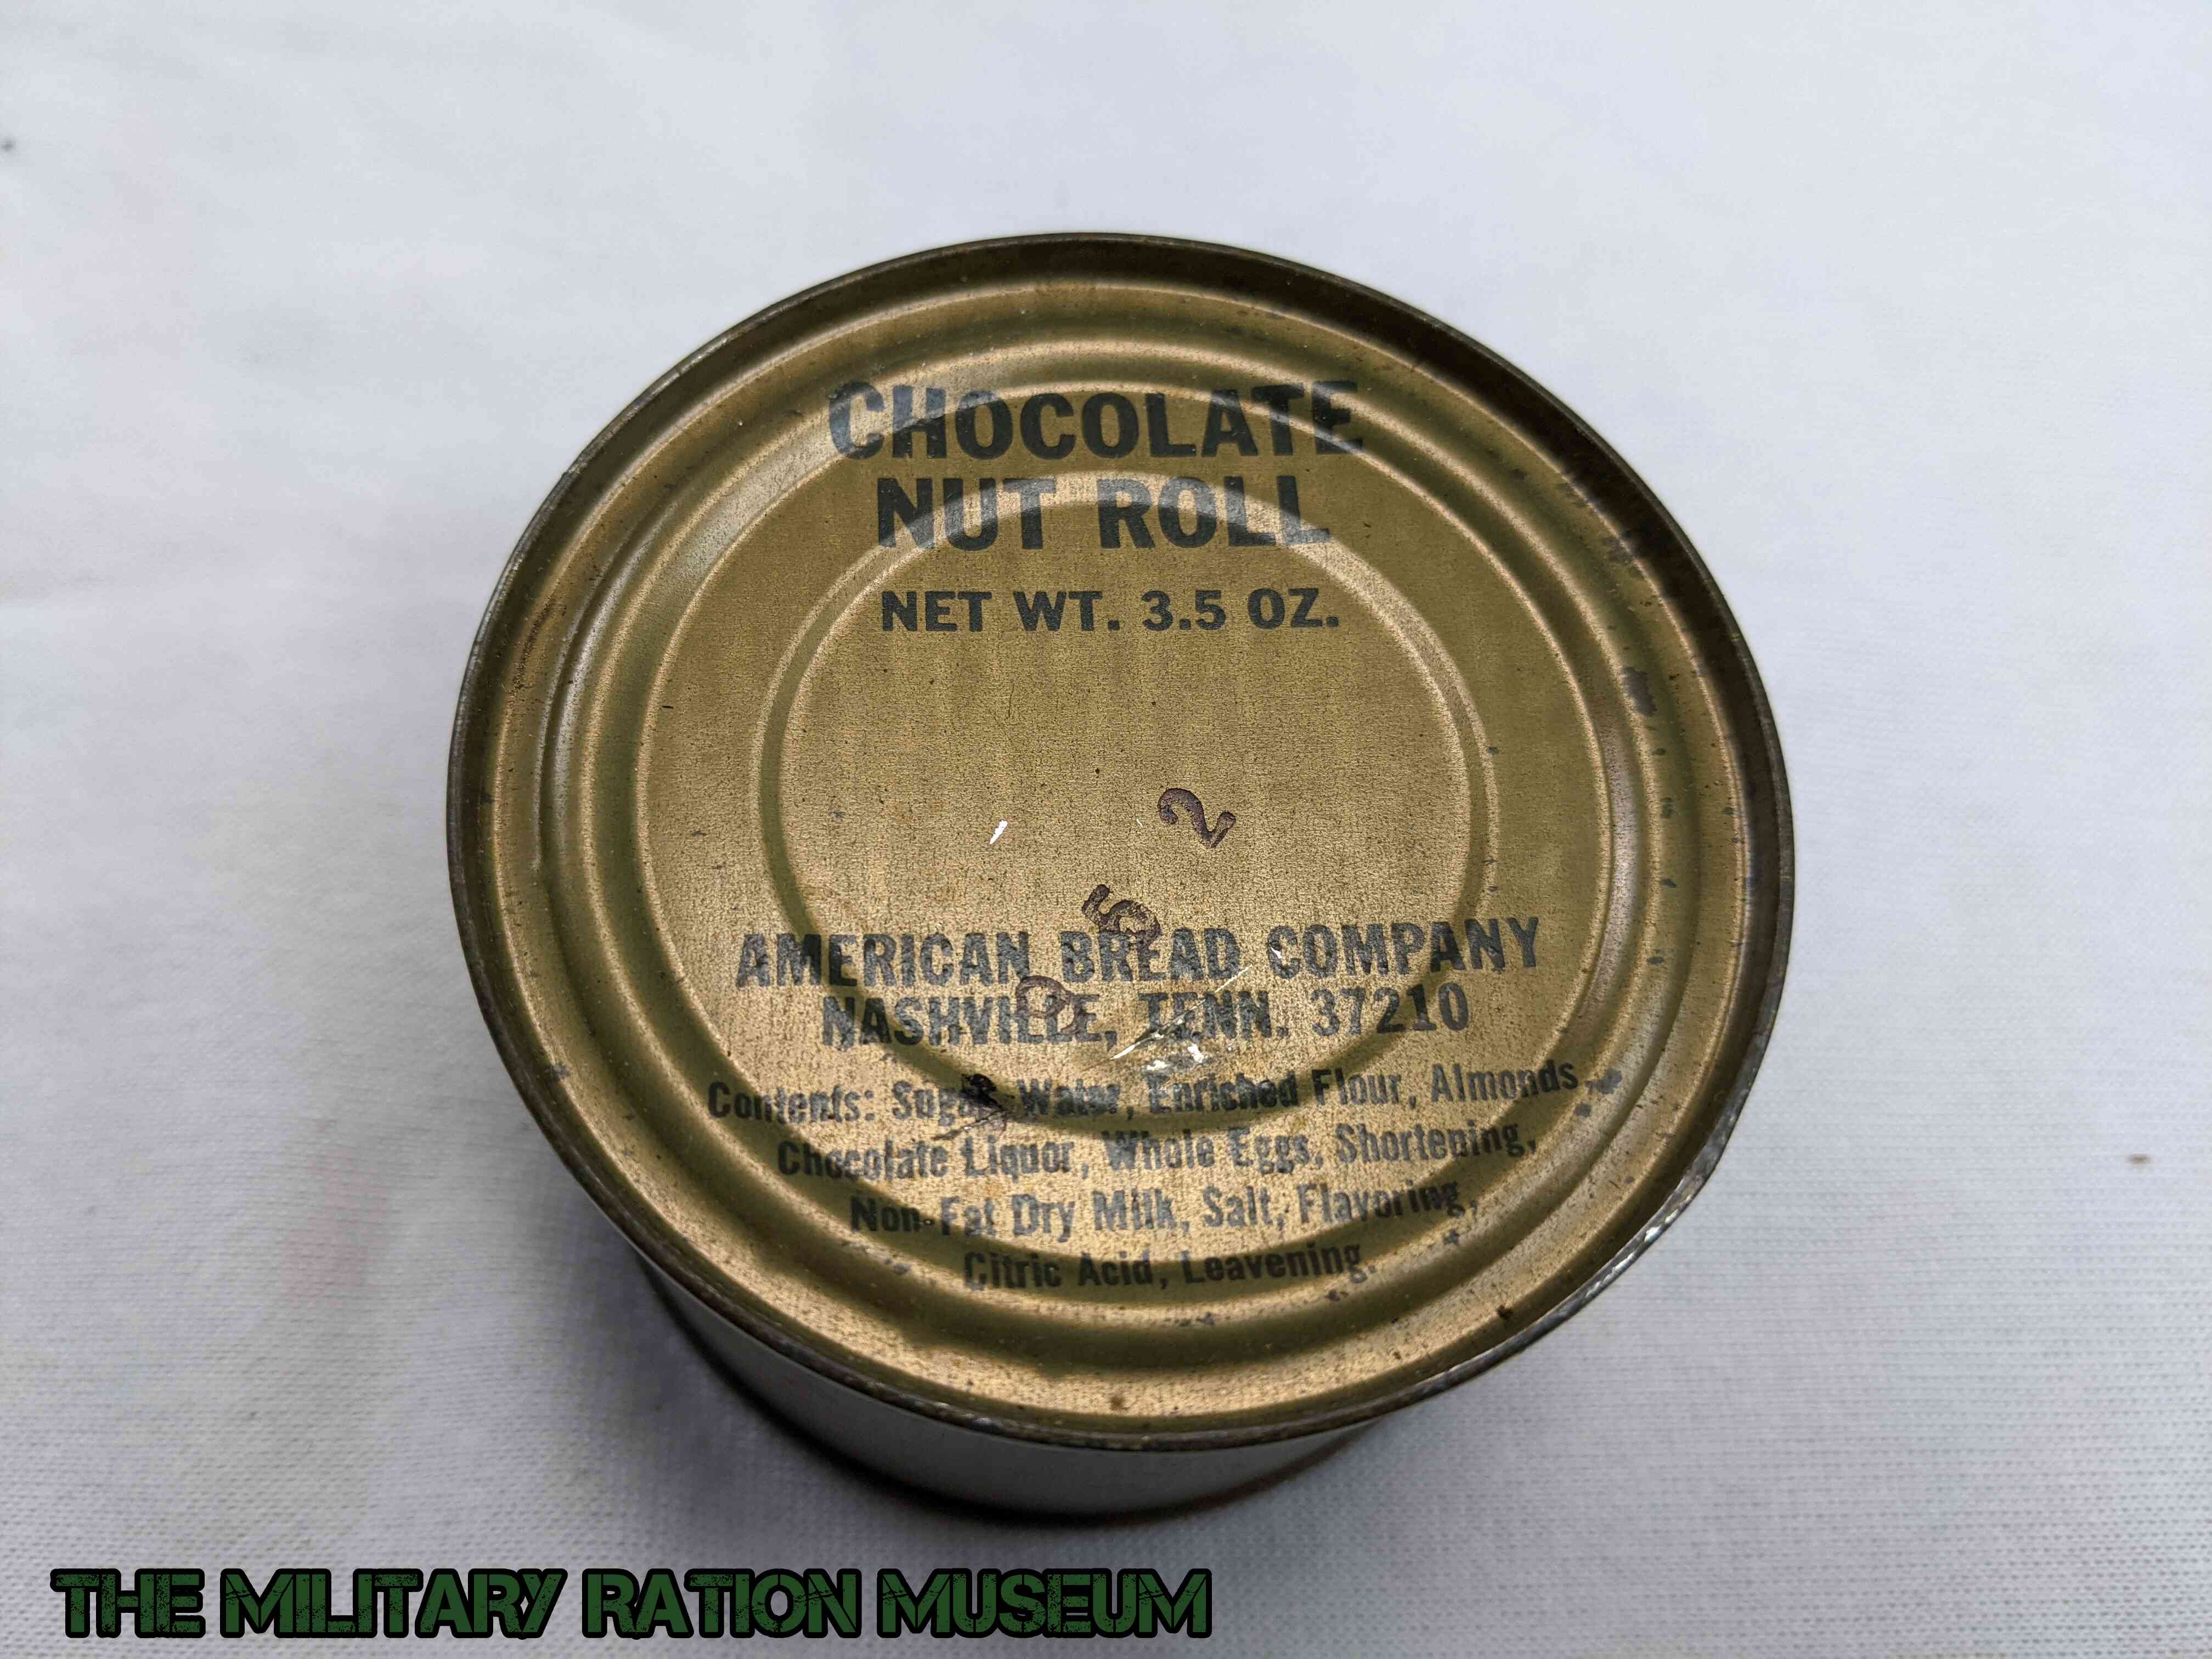 CHOCOLATE
NUT ROLL
NET WT. 3.5 OZ.
2
5
0
AMERICAN BREAD COMPANY
NASHVILLE, TENN. 37210
Contents: Sugar, Water, Enriched Flour, Almonds,
Chocolate Liquor, Whole Eggs, Shortening,
Non-Fat Dry Milk, Salt, Flavoring,
Citric Acid, Leavening.
THE MILITARY RATION MUSEUM